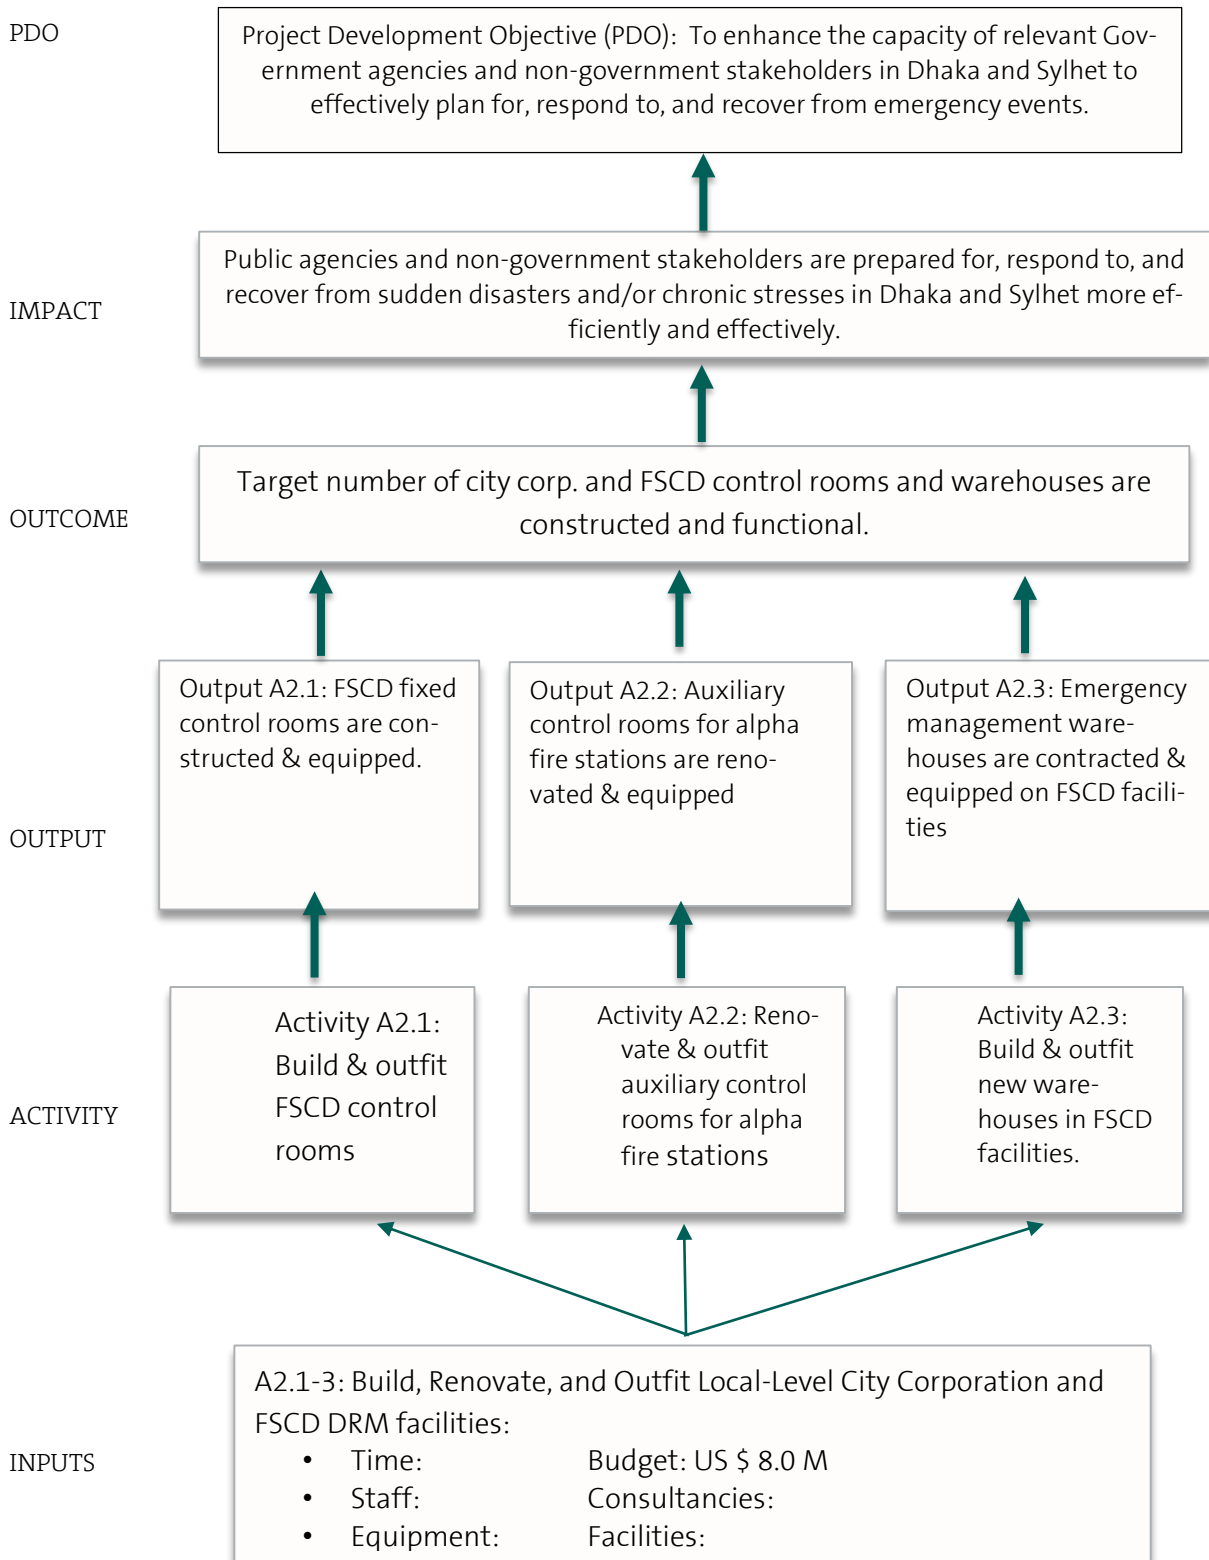 PDO
Project Development Objective (PDO): To enhance the capacity of relevant Gov-
ernment agencies and non-government stakeholders in Dhaka and Sylhet to
effectively plan for, respond to, and recover from emergency events.
IMPACT
Public agencies and non-government stakeholders are prepared for, respond to, and
recover from sudden disasters and/or chronic stresses in Dhaka and Sylhet more ef-
ficiently and effectively.
OUTCOME
Target number of city corp. and FSCD control rooms and warehouses are
constructed and functional.
OUTPUT
Output A2.1: FSCD fixed
control rooms are con-
structed & equipped.
Output A2.2: Auxiliary
control rooms for alpha
fire stations are reno-
vated & equipped
Output A2.3: Emergency
management ware-
houses are contracted &
equipped on FSCD facili-
ties
ACTIVITY
Activity A2.1:
Build & outfit
FSCD control
rooms
Activity A2.2: Reno-
vate & outfit
auxiliary control
rooms for alpha
fire stations
Activity A2.3:
Build & outfit
new ware-
houses in FSCD
facilities.
INPUTS
A2.1-3: Build, Renovate, and Outfit Local-Level City Corporation and
FSCD DRM facilities:
• Time: Budget: US $ 8.0 M
• Staff: Consultancies:
• Equipment: Facilities: